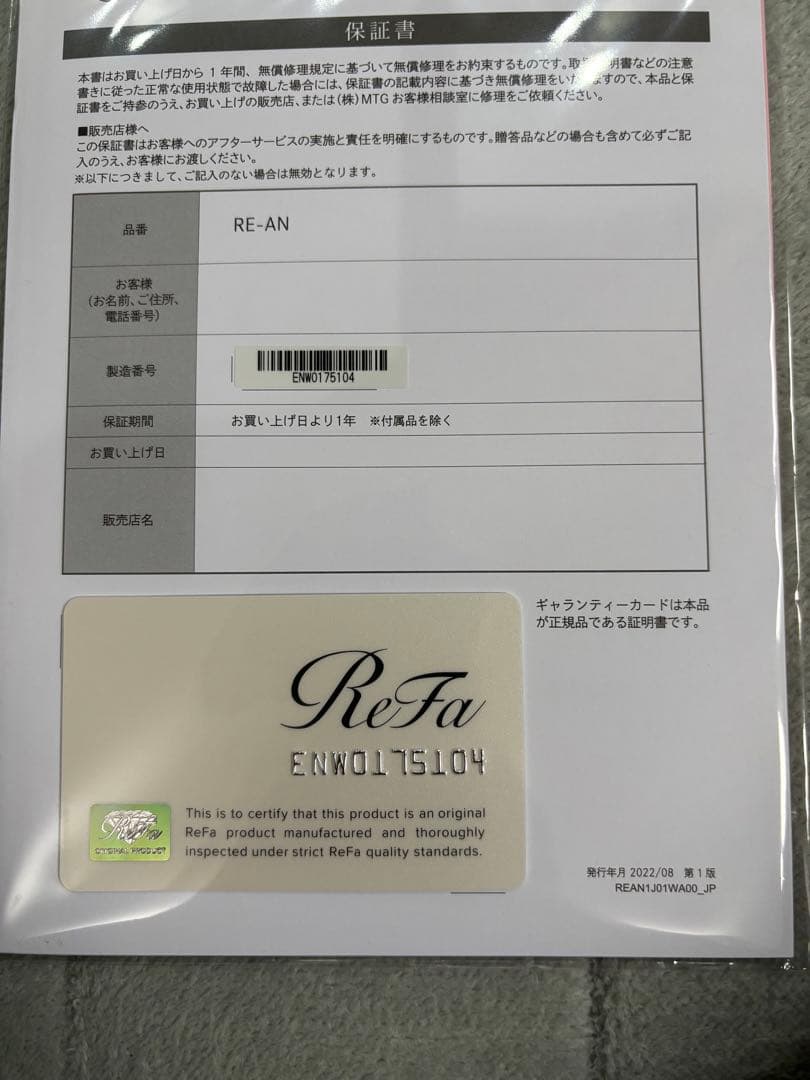 保証書
本書はお買い上げ日から 1 年間、無償修理規定に基づいて無償修理をお約束するものです。取 明書などの注意
書きに従った正常な使用状態で故障した場合には、保証書の記載内容に基づき無償修理をい ますので、本品と保
証書をご持参のうえ、お買い上げの販売店、または(株)MTG お客様相談室に修理をご依頼ください。
■販売店様へ
この保証書はお客様へのアフターサービスの実施と責任を明確にするものです。贈答品などの場合も含めて必ずご記
入のうえ、お客様にお渡しください。
※以下につきまして、ご記入のない場合は無効となります。
品番 RE-AN
お客様
(お名前、ご住所、
電話番号)
製造番号 ENW0175104
保証期間 お買い上げ日より1年 ※付属品を除く
お買い上げ日
販売店名
ギャランティーカードは本品
が正規品である証明書です。
ReFa
ENW0175104
This is to certify that this product is an original
ReFa product manufactured and thoroughly
inspected under strict ReFa quality standards.
ReFa
ORIGINAL PRODUCT
発行年月 2022/08 第1版
REAN1J01WA00_JP